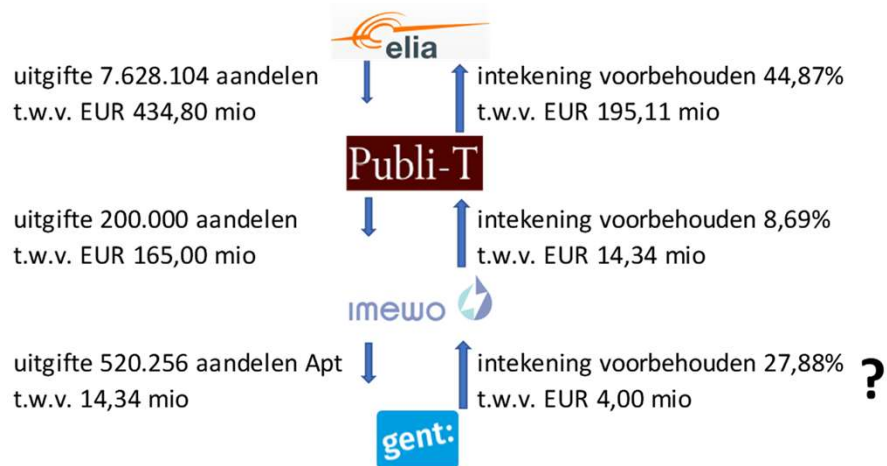 elia
uitgifte 7.628.104 aandelen
t.w.v. EUR 434,80 mio
intekening voorbehouden 44,87%
t.w.v. EUR 195,11 mio
Publi-T
uitgifte 200.000 aandelen
t.w.v. EUR 165,00 mio
intekening voorbehouden 8,69%
t.w.v. EUR 14,34 mio
imewo
uitgifte 520.256 aandelen Apt
t.w.v. 14,34 mio
intekening voorbehouden 27,88%
t.w.v. EUR 4,00 mio
?
gent: